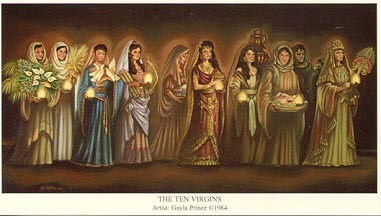 THE TEN VIRGINS
Artist: Gayla Prince ©1984